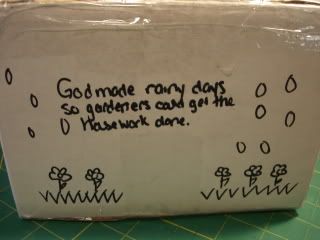 God made rainy days
so gardeners could get the
Housework done.